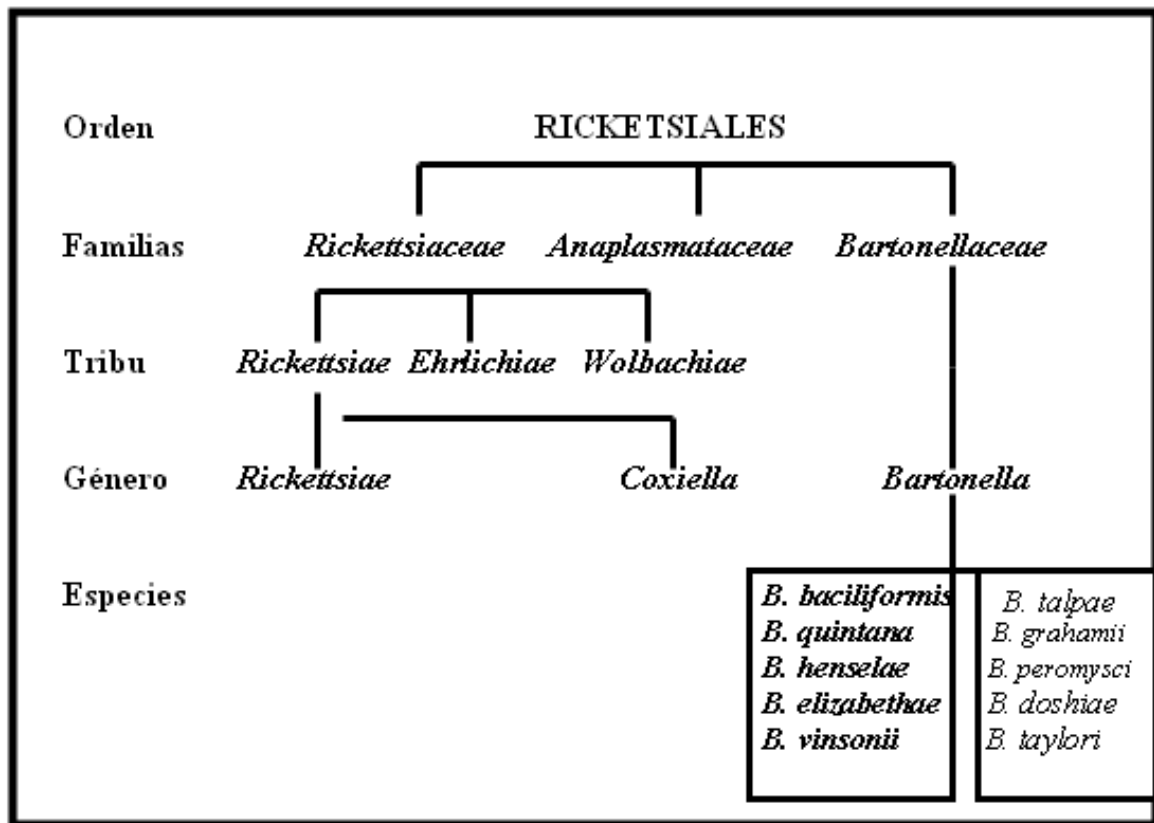 Orden RICKETSIALES
Familias Rickettsiaceae Anaplasmataceae Bartonellaceae
Tribu Rickettsiae Ehrlichiae Wolbachiae
Género Rickettsiae Coxiella Bartonella
Especies
B. baciliformis
B. quintana
B. henselae
B. elizabethae
B. vinsonii
B. talpae
B. grahamii
B. peromysci
B. doshiae
B. taylori